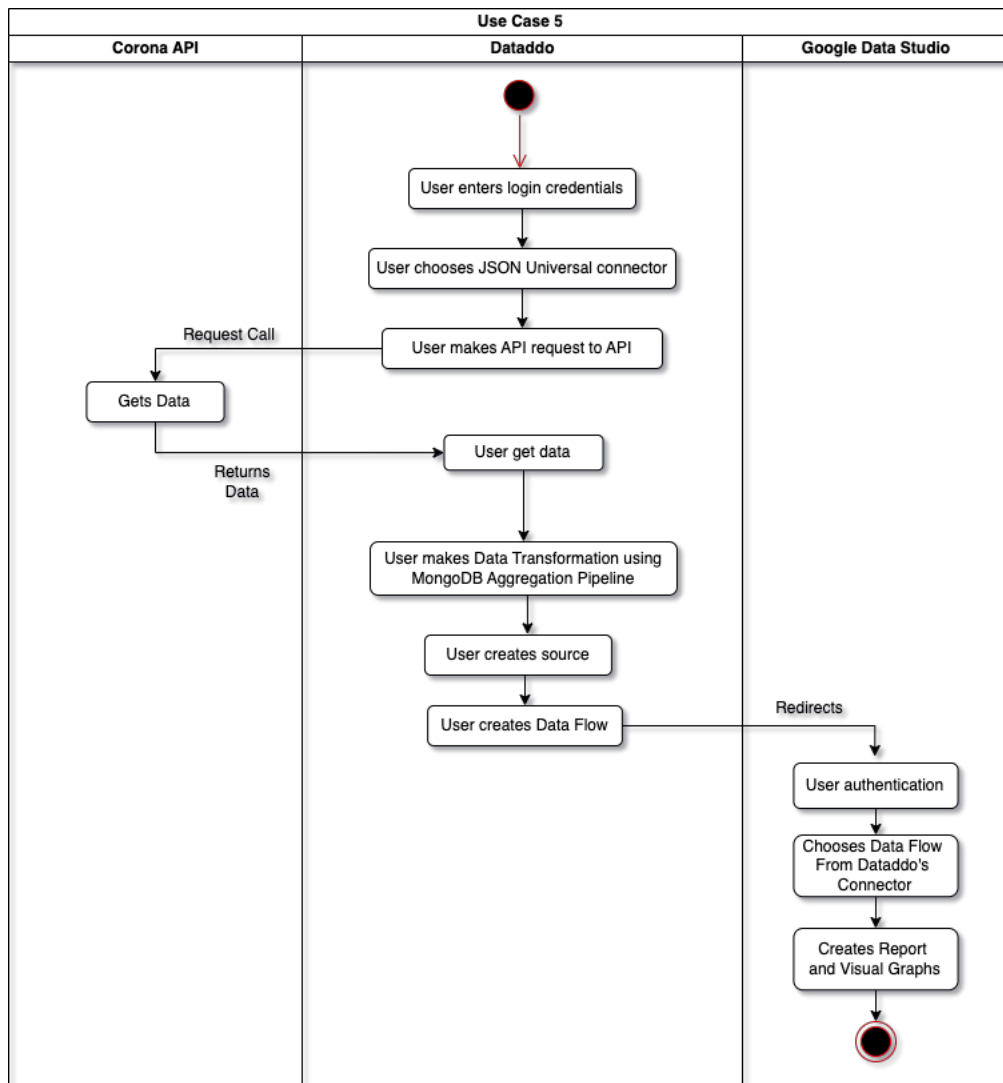 Use Case 5
Corona API
Dataddo
Google Data Studio
User enters login credentials
User chooses JSON Universal connector
Request Call
User makes API request to API
Gets Data
User get data
Returns
Data
User makes Data Transformation using
MongoDB Aggregation Pipeline
User creates source
User creates Data Flow
Redirects
User authentication
Chooses Data Flow
From Dataddo's
Connector
Creates Report
and Visual Graphs